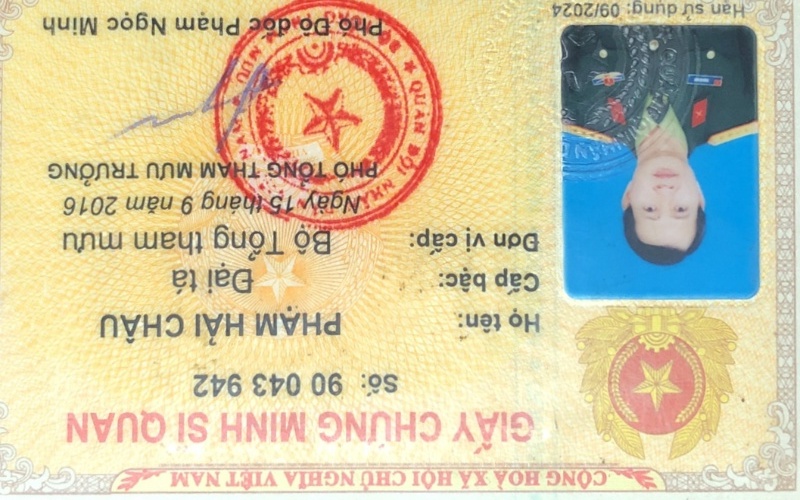 CỘNG HOÀ XÃ HỘI CHỦ NGHĨA VIỆT NAM
GIẤY CHỨNG MINH SĨ QUAN
Số: 90 043 942
Họ tên: PHẠM HẢI CHÂU
Cấp bậc: Đại tá
Đơn vị cấp: Bộ Tổng tham mưu
Ngày 15 tháng 9 năm 2016
PHÓ TỔNG THAM MƯU TRƯỞNG
QUÂN ĐỘI NHÂ
Phó Đô đốc Phạm Ngọc Minh
Hạn sử dụng: 09/2024